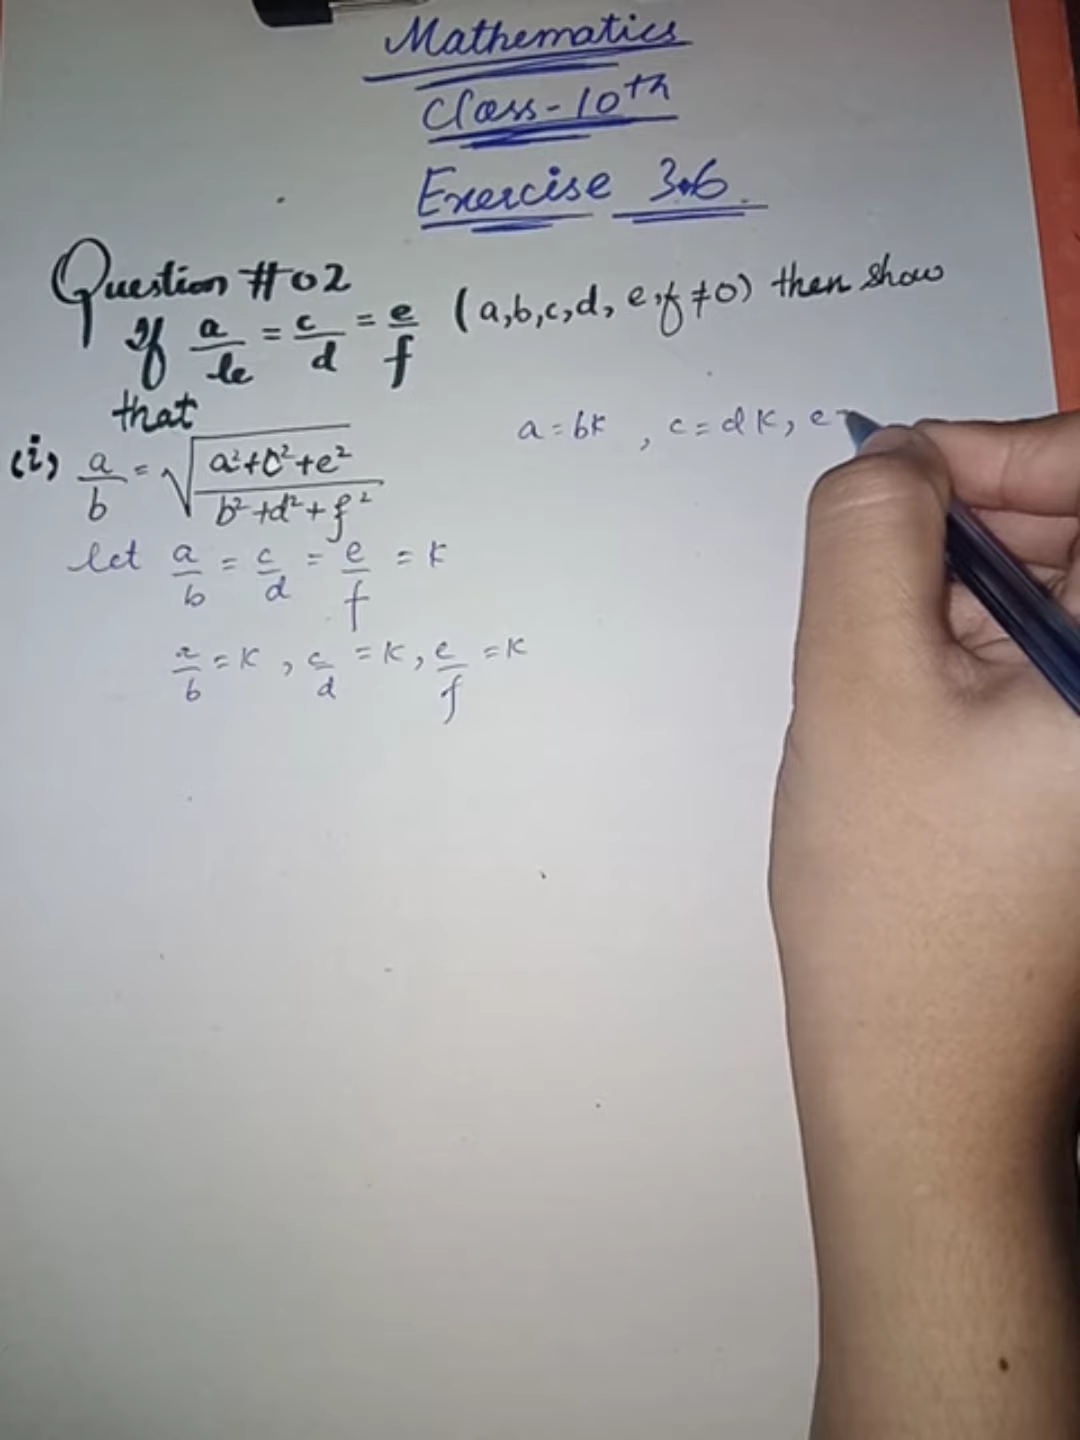 Mathematics
Class-10th
Exercise 3.6
Question #02
If a/b = c/d = e/f (a,b,c,d, e,f ≠0) then show
that
(i) a/b = √((a²+c²+e²)/(b²+d²+f²))
a=bK , c=dK, e=
let a/b = c/d = e/f = K
a/b = K , c/d = K , e/f = K